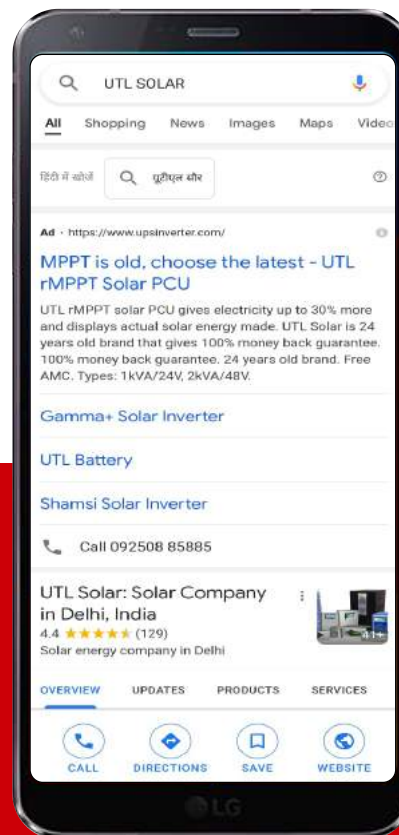 UTL SOLAR
All Shopping News Images Maps Video
हिंदी में खोजें यूटीएल सौर
Ad · https://www.upsinverter.com/
MPPT is old, choose the latest - UTL
rMPPT Solar PCU
UTL rMPPT solar PCU gives electricity up to 30% more
and displays actual solar energy made. UTL Solar is 24
years old brand that gives 100% money back guarantee.
100% money back guarantee. 24 years old brand. Free
AMC. Types: 1kVA/24V, 2kVA/48V.
Gamma+ Solar Inverter
UTL Battery
Shamsi Solar Inverter
Call 092508 85885
UTL Solar: Solar Company
in Delhi, India
41+
4.4 (129)
Solar energy company in Delhi
OVERVIEW UPDATES PRODUCTS SERVICES
CALL DIRECTIONS SAVE WEBSITE
LG